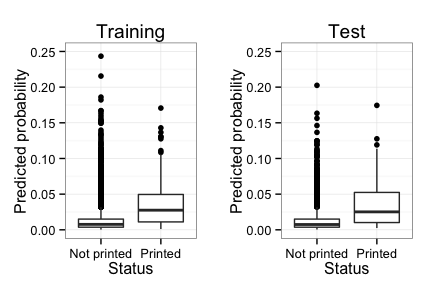 Training
Predicted probability
0.25
0.20
0.15
0.10
0.05
0.00
Not printed Printed
Status
Test
Predicted probability
0.25
0.20
0.15
0.10
0.05
0.00
Not printed Printed
Status